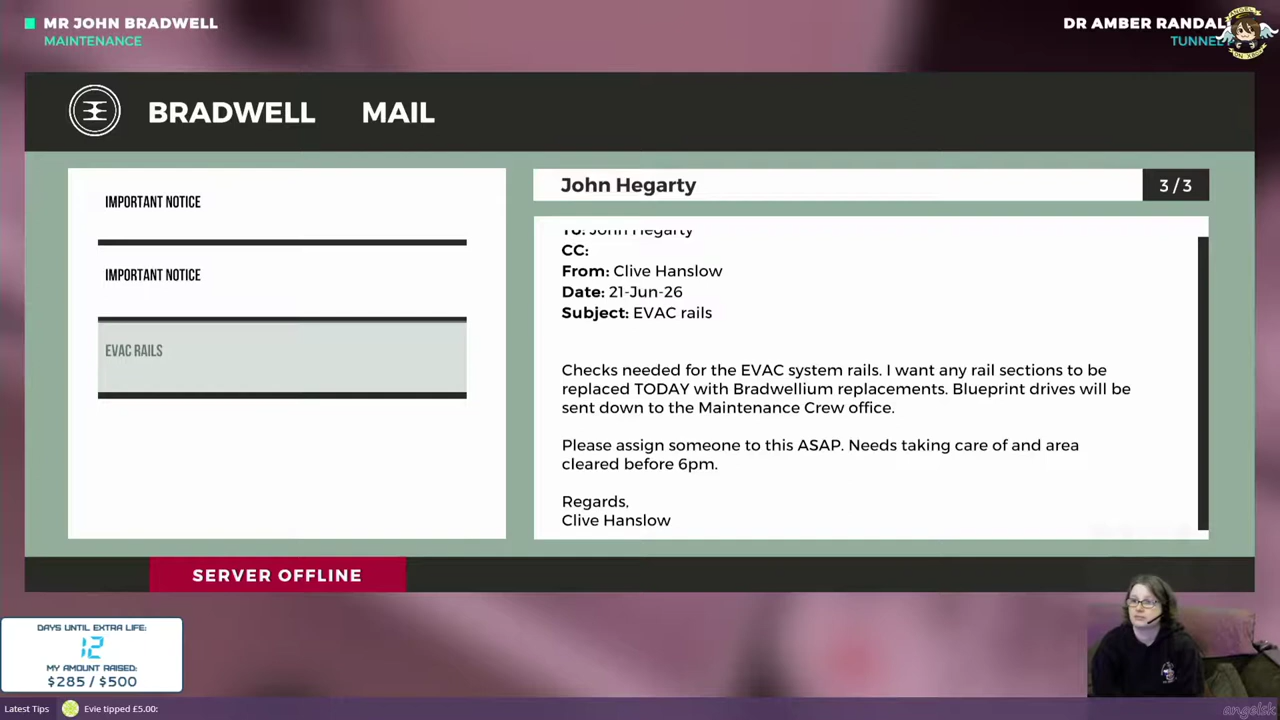 MR JOHN BRADWELL
MAINTENANCE
DR AMBER RANDAL
TUNNEL
BRADWELL MAIL
IMPORTANT NOTICE
IMPORTANT NOTICE
EVAC RAILS
John Hegarty
3/3
To: John Hegarty
CC:
From: Clive Hanslow
Date: 21-Jun-26
Subject: EVAC rails
Checks needed for the EVAC system rails. I want any rail sections to be
replaced TODAY with Bradwellium replacements. Blueprint drives will be
sent down to the Maintenance Crew office.
Please assign someone to this ASAP. Needs taking care of and area
cleared before 6pm.
Regards,
Clive Hanslow
SERVER OFFLINE
DAYS UNTIL EXTRA LIFE:
12
MY AMOUNT RAISED:
$285 / $500
Latest Tips
Evie tipped £5.00:
angelsk